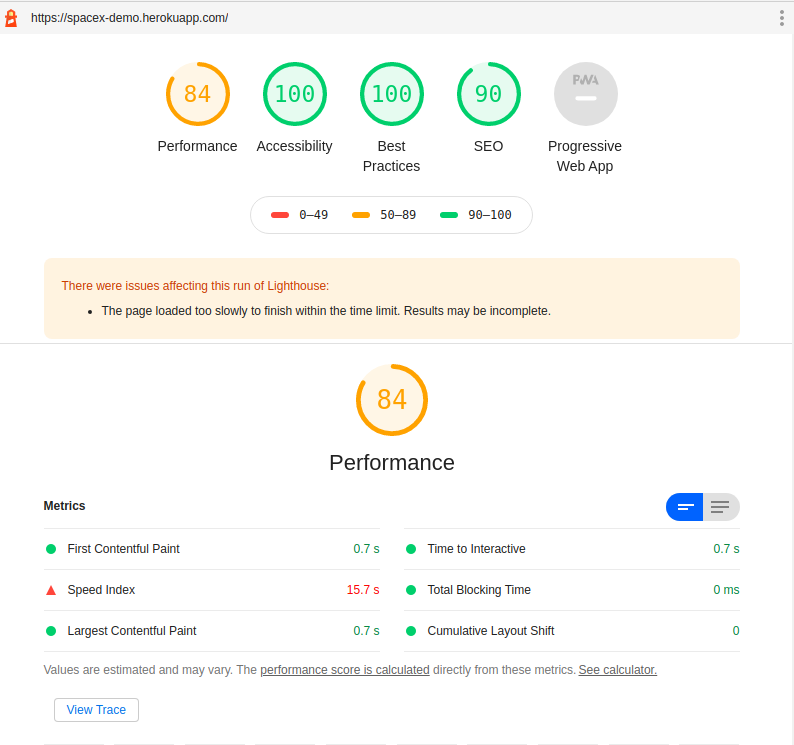 https://spacex-demo.herokuapp.com/
84 100 100 90 PWA
Performance Accessibility Best SEO Progressive
Practices Web App
0–49 50–89 90–100
There were issues affecting this run of Lighthouse:
• The page loaded too slowly to finish within the time limit. Results may be incomplete.
84
Performance
Metrics
First Contentful Paint 0.7 s Time to Interactive 0.7 s
Speed Index 15.7 s Total Blocking Time 0 ms
Largest Contentful Paint 0.7 s Cumulative Layout Shift 0
Values are estimated and may vary. The performance score is calculated directly from these metrics. See calculator.
View Trace